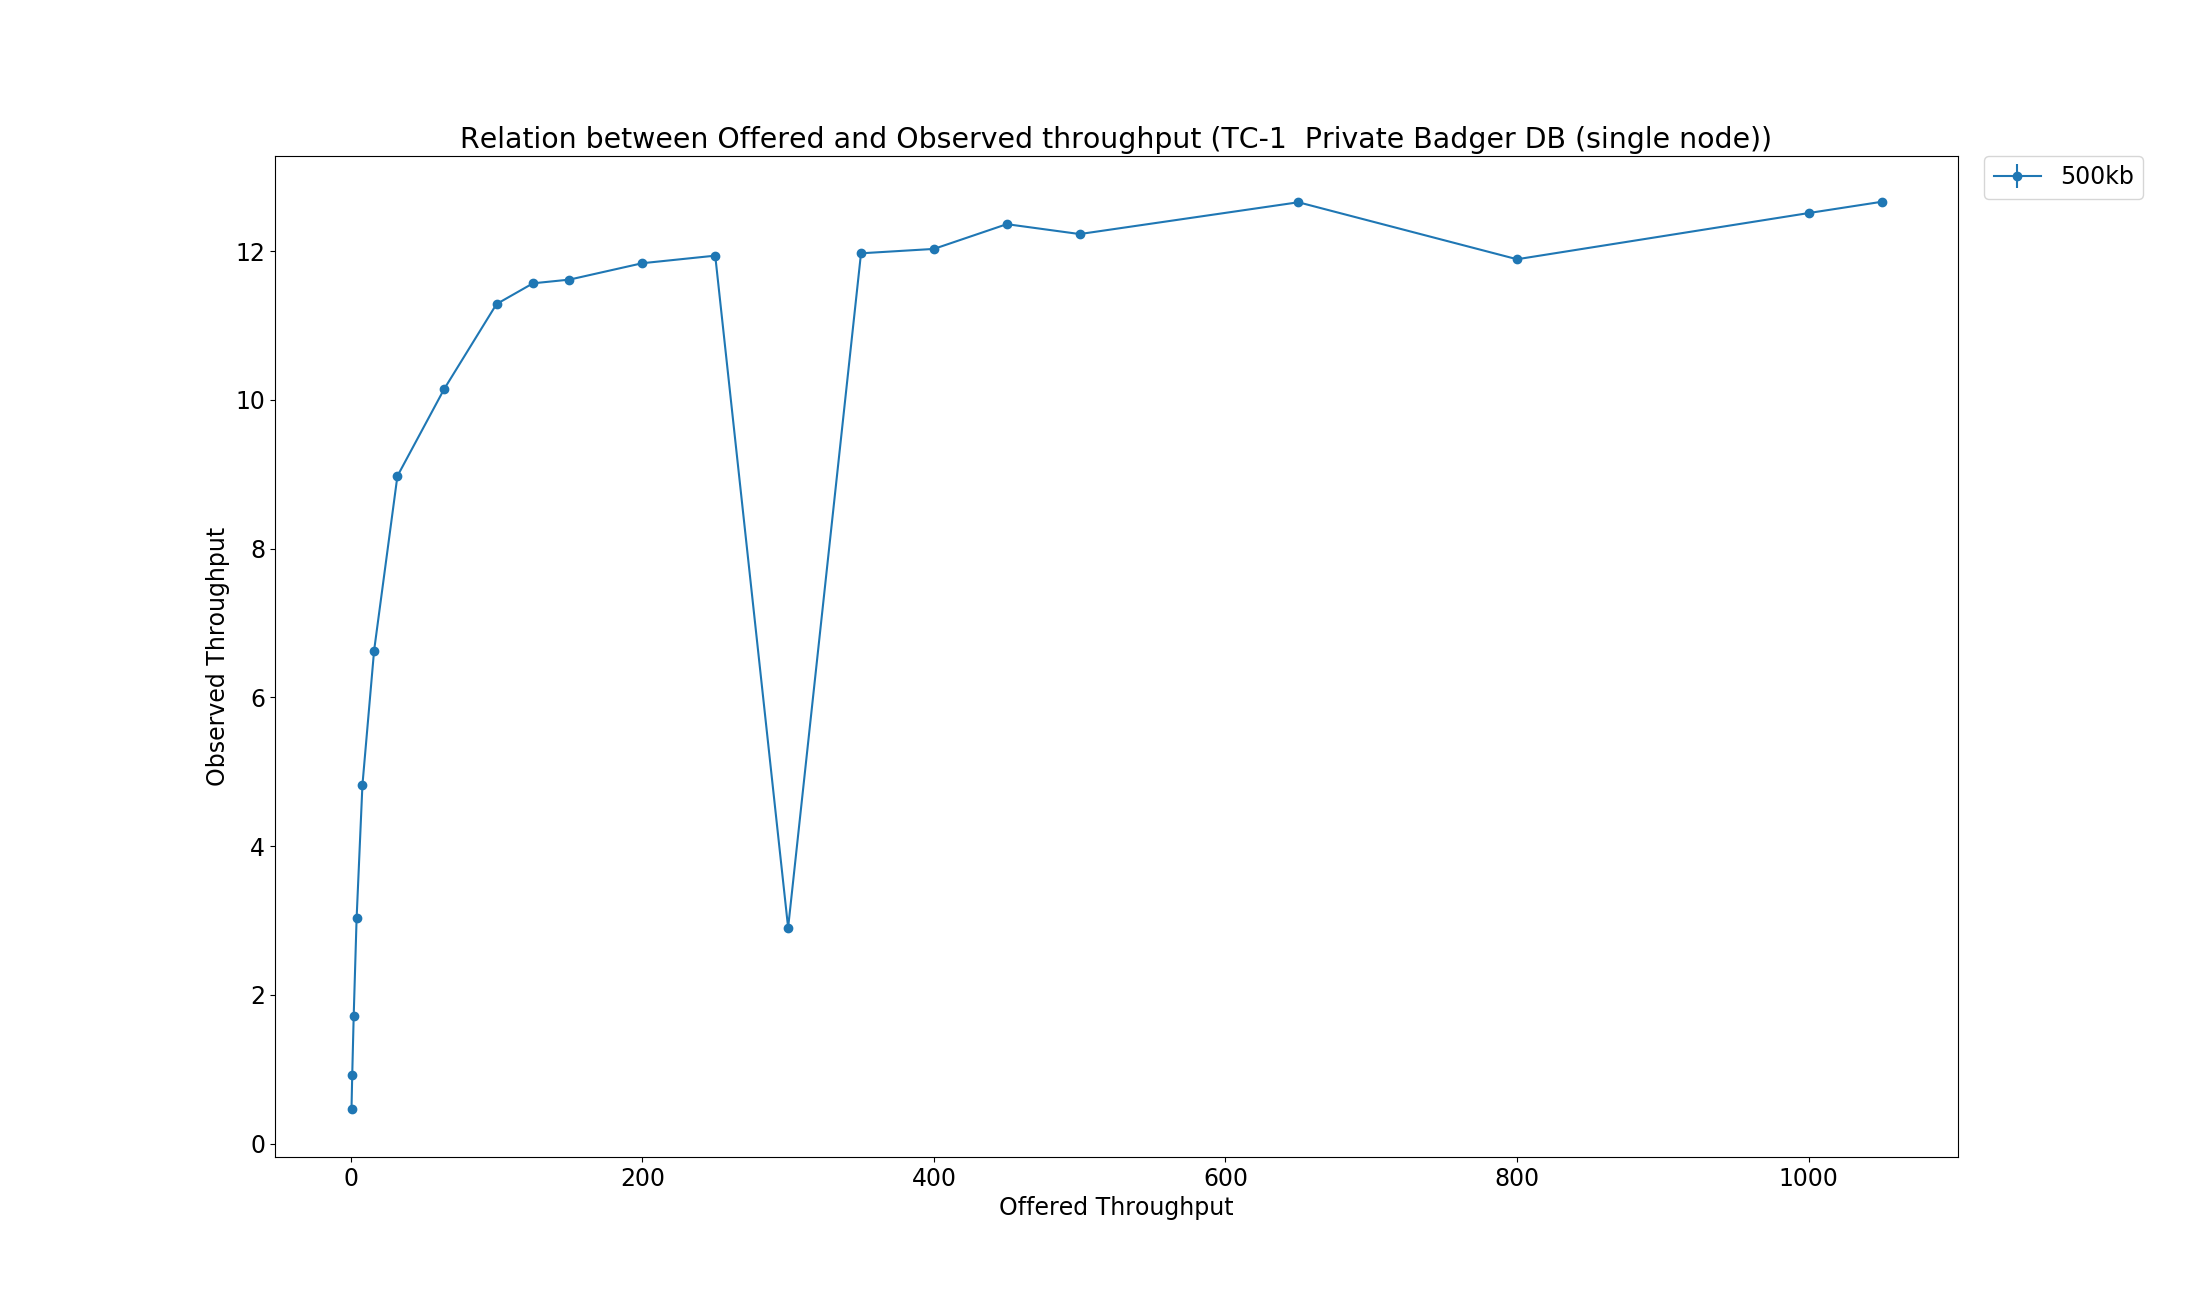 Relation between Offered and Observed throughput (TC-1  Private Badger DB (single node))
500kb
Observed Throughput
12
10
8
6
4
2
0
0 200 400 600 800 1000
Offered Throughput